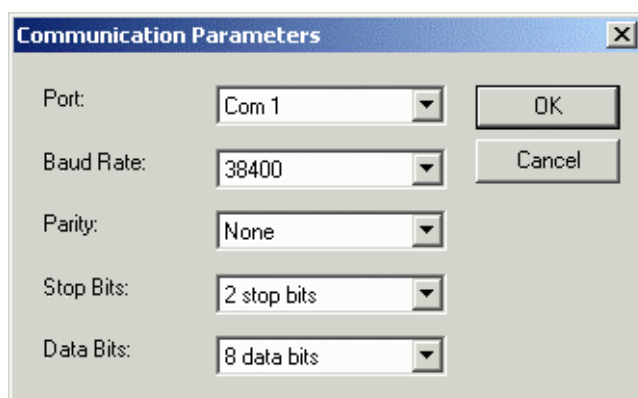 Communication Parameters
Port: Com 1 OK
Baud Rate: 38400 Cancel
Parity: None
Stop Bits: 2 stop bits
Data Bits: 8 data bits